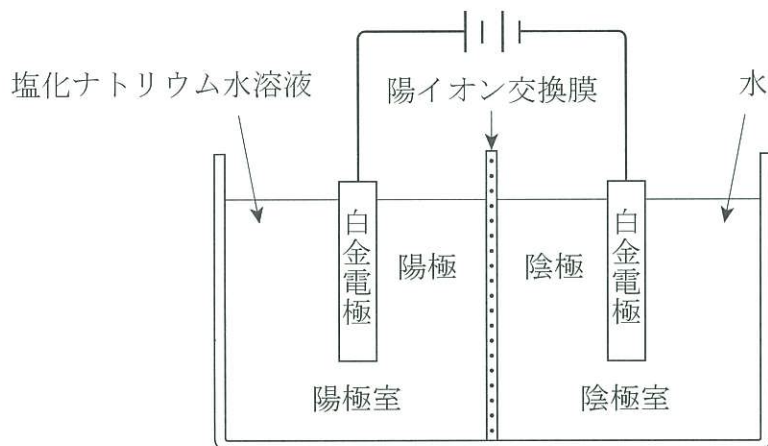 塩化ナトリウム水溶液
陽イオン交換膜
水
白金電極
陽極
陰極
白金電極
陽極室
陰極室